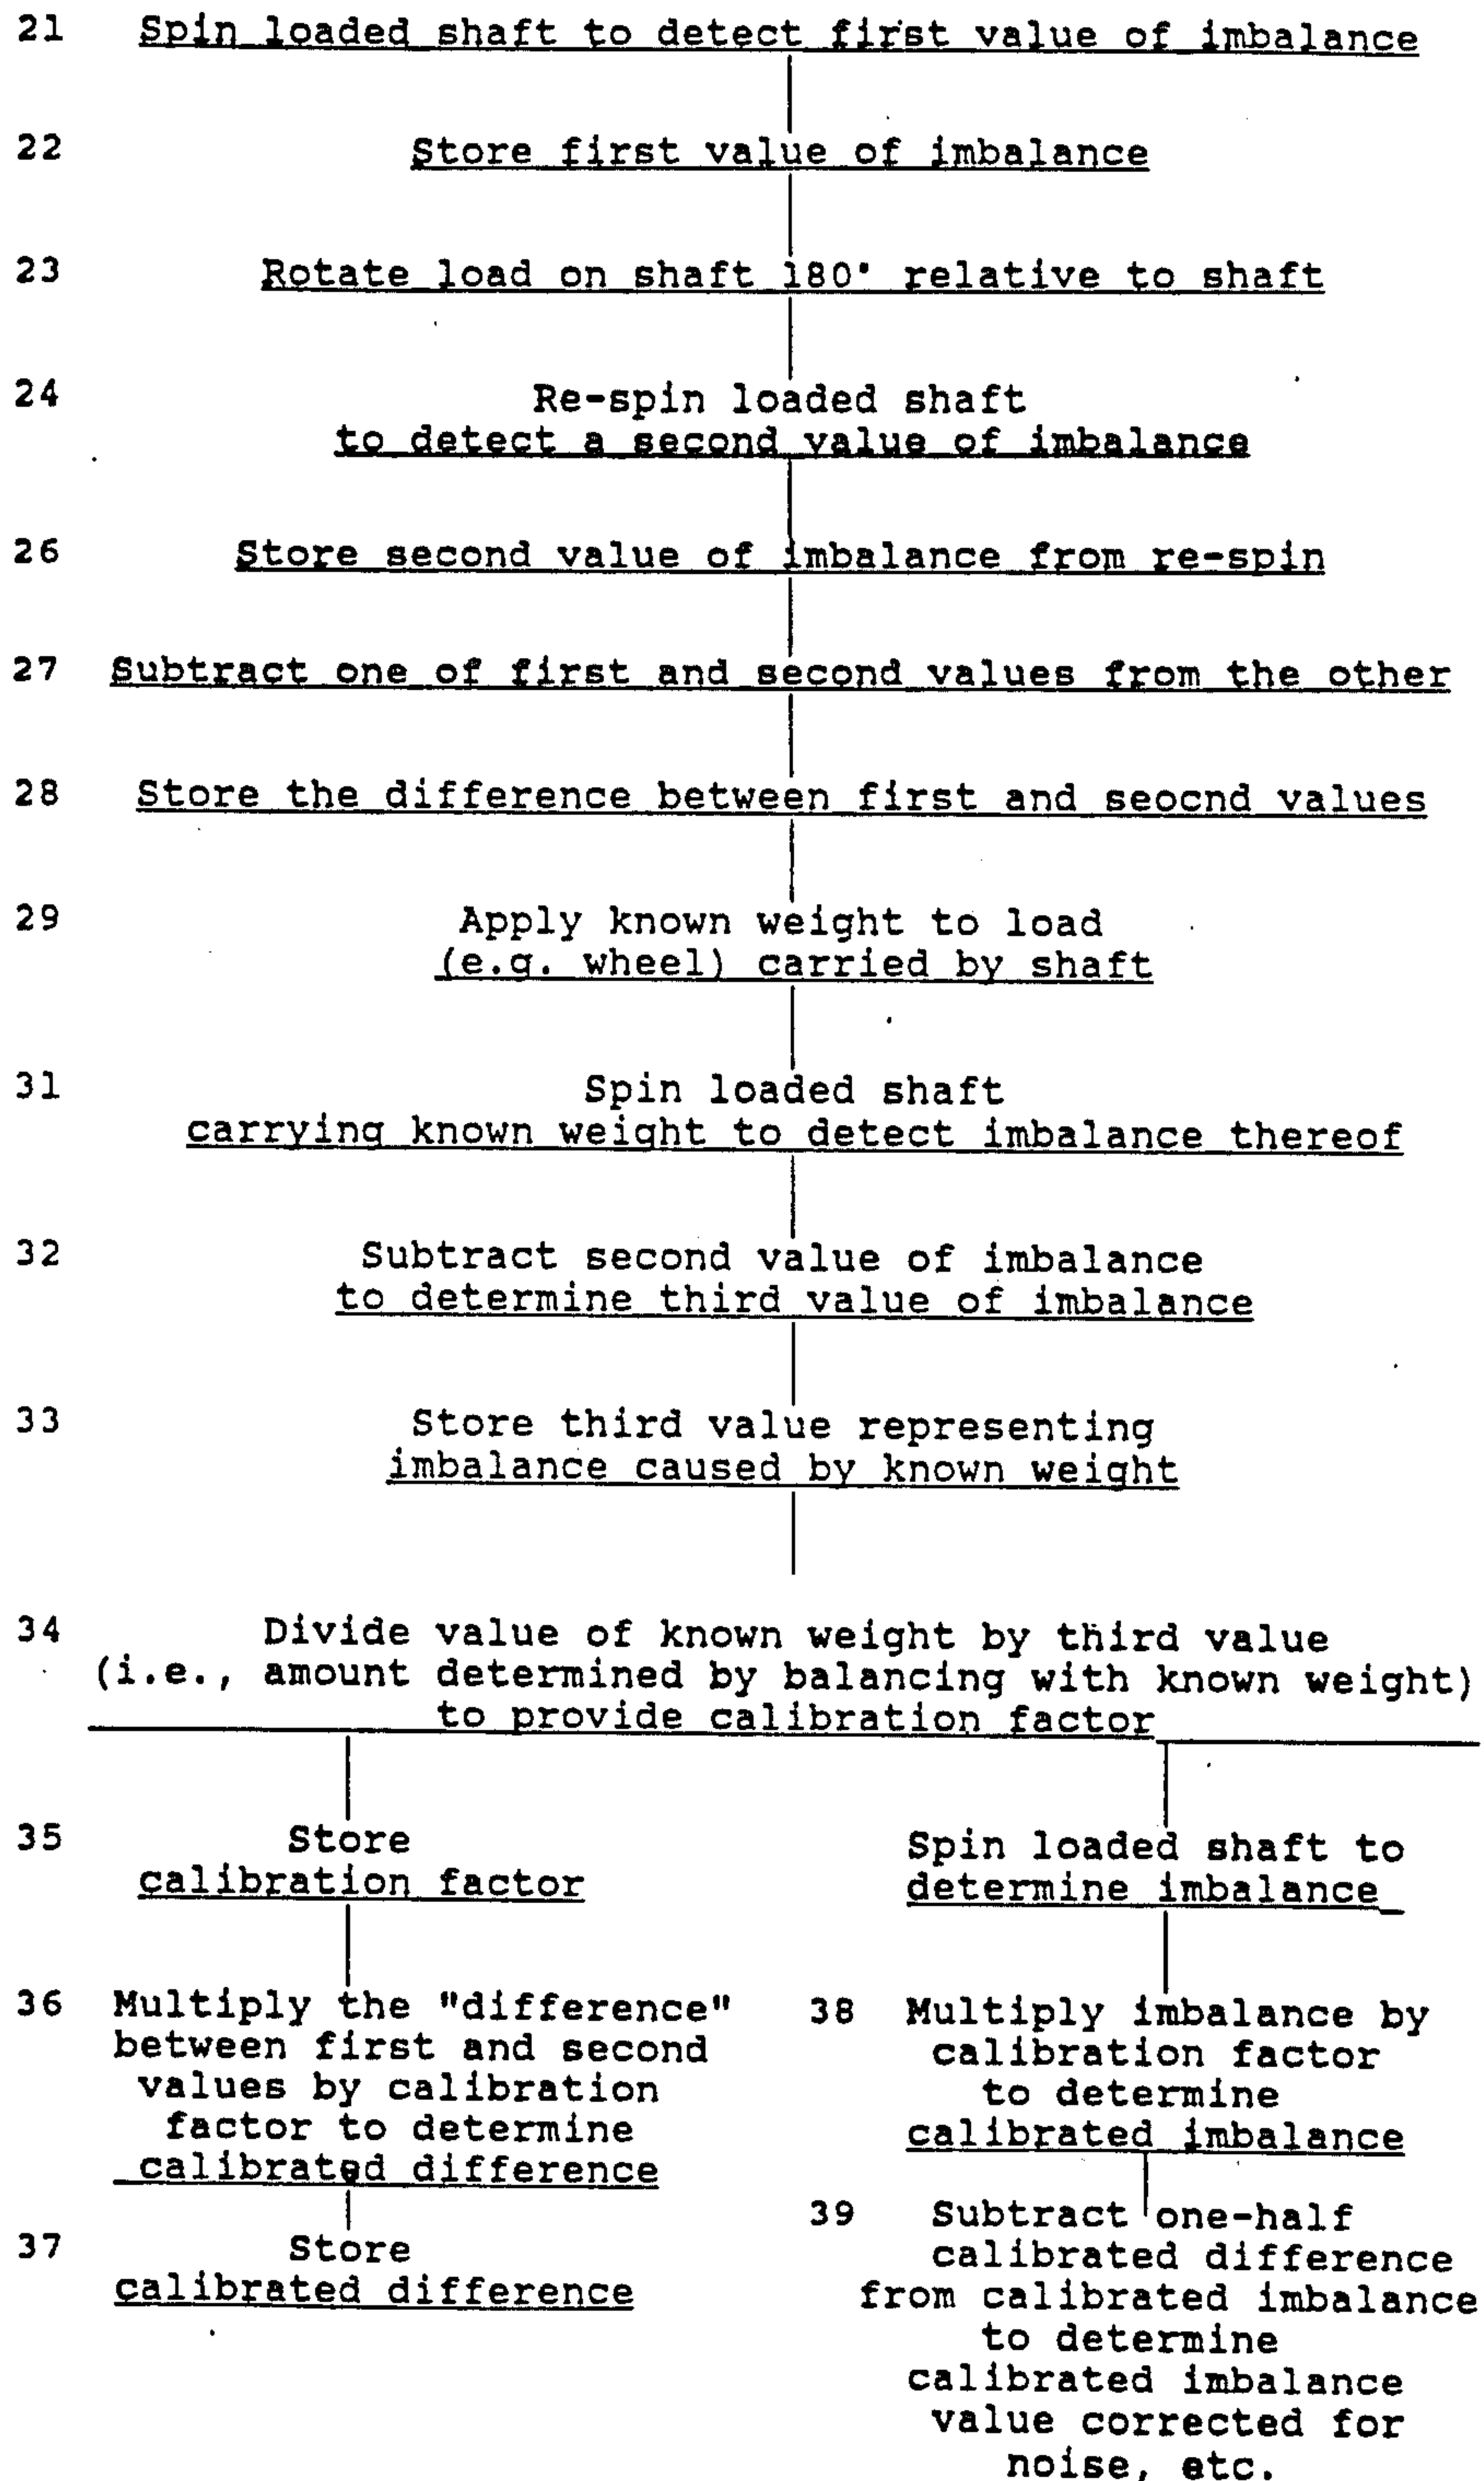 21 Spin loaded shaft to detect first value of imbalance
22 Store first value of imbalance
23 Rotate load on shaft 180° relative to shaft
24 Re-spin loaded shaft
to detect a second value of imbalance
26 Store second value of imbalance from re-spin
27 Subtract one of first and second values from the other
28 Store the difference between first and seocnd values
29 Apply known weight to load
(e.g. wheel) carried by shaft
31 Spin loaded shaft
carrying known weight to detect imbalance thereof
32 Subtract second value of imbalance
to determine third value of imbalance
33 Store third value representing
imbalance caused by known weight
34 Divide value of known weight by third value
(i.e., amount determined by balancing with known weight)
to provide calibration factor
35 Store
calibration factor
36 Multiply the "difference"
between first and second
values by calibration
factor to determine
calibrated difference
37 Store
calibrated difference
Spin loaded shaft to
determine imbalance
38 Multiply imbalance by
calibration factor
to determine
calibrated imbalance
39 Subtract one-half
calibrated difference
from calibrated imbalance
to determine
calibrated imbalance
value corrected for
noise, etc.